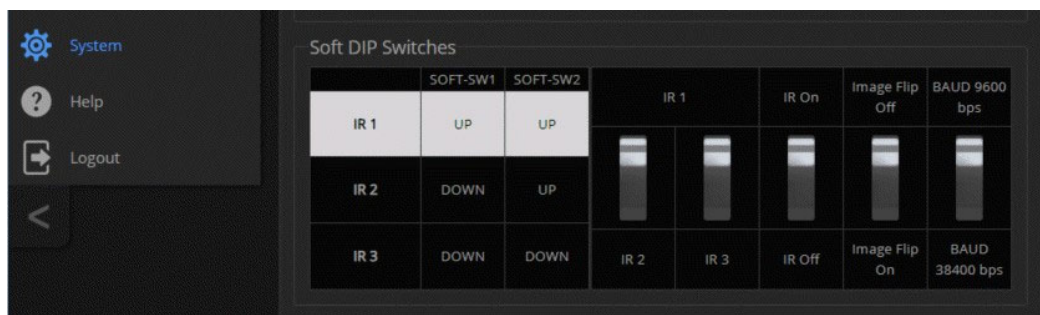 System
Help
Logout
Soft DIP Switches
SOFT-SW1 SOFT-SW2
IR 1 UP UP
IR 2 DOWN UP
IR 3 DOWN DOWN
IR 1 IR On Image Flip Off BAUD 9600 bps
IR 2 IR 3 IR Off Image Flip On BAUD 38400 bps